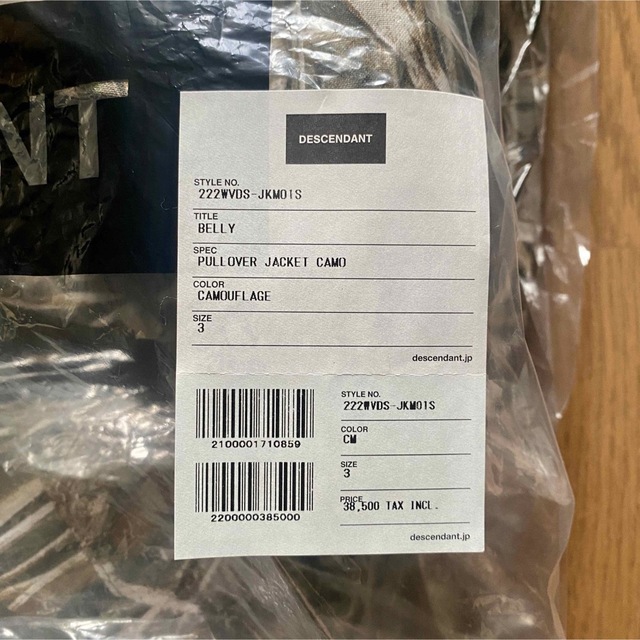 NT
DESCENDANT
STYLE NO.
222WVDS-JKM01S
TITLE
BELLY
SPEC
PULLOVER JACKET CAMO
COLOR
CAMOUFLAGE
SIZE
3
descendant.jp
2100001710859
2200000385000
STYLE NO.
222WVDS-JKM01S
COLOR
CM
SIZE
3
PRICE
38,500 TAX INCL.
descendant.jp